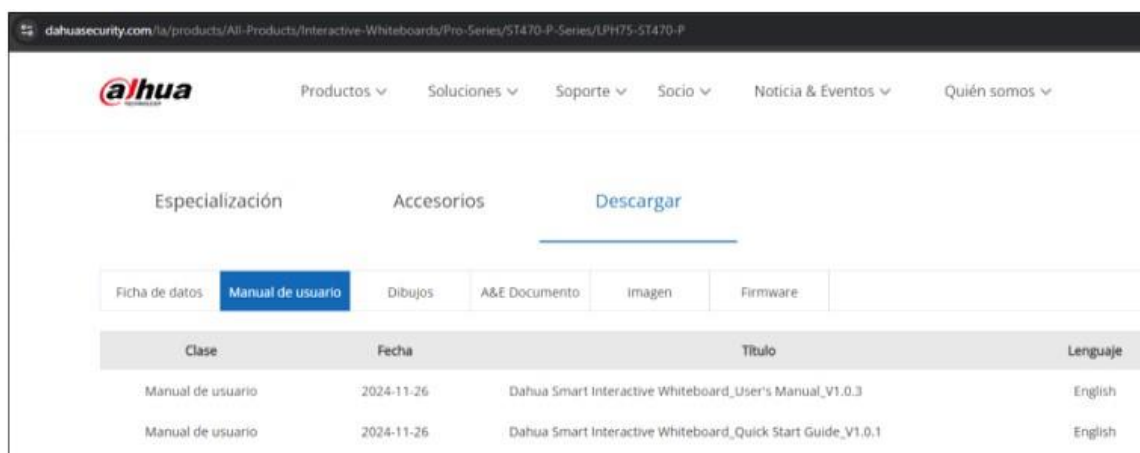 dahuasecurity.com/la/products/All-Products/Interactive-Whiteboards/Pro-Series/ST470-P-Series/LPH75-ST470-P
alhua Productos Soluciones Soporte Socio Noticia & Eventos Quién somos
TECHNOLOGY
Especialización Accesorios Descargar
Ficha de datos Manual de usuario Dibujos A&E Documento Imagen Firmware
Clase Fecha Título Lenguaje
Manual de usuario 2024-11-26 Dahua Smart Interactive Whiteboard_User's Manual_V1.0.3 English
Manual de usuario 2024-11-26 Dahua Smart Interactive Whiteboard_Quick Start Guide_V1.0.1 English